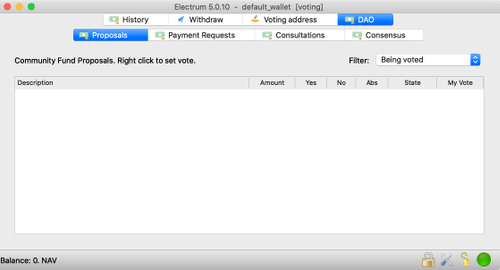 Electrum 5.0.10 - default_wallet [voting]
History Withdraw Voting address DAO
Proposals Payment Requests Consultations Consensus
Community Fund Proposals. Right click to set vote. Filter: Being voted
Description Amount Yes No Abs State My Vote
Balance: 0. NAV